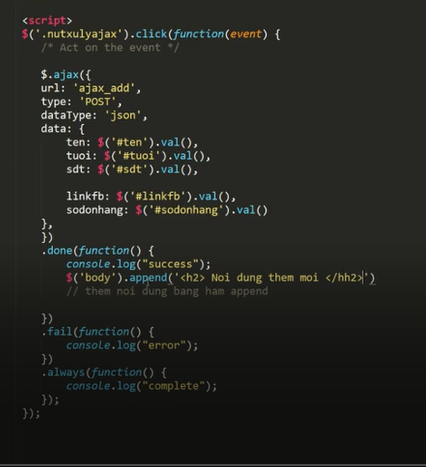 <script>
$('.nutxulyajax').click(function(event) {
/* Act on the event */
$.ajax({
url: 'ajax_add',
type: 'POST',
dataType: 'json',
data: {
ten: $('#ten').val(),
tuoi: $('#tuoi').val(),
sdt: $('#sdt').val(),
linkfb: $('#linkfb').val(),
sodonhang: $('#sodonhang').val()
},
})
.done(function() {
console.log("success");
$('body').append('<h2> Noi dung them moi </hh2>')
// them noi dung bang ham append
})
.fail(function() {
console.log("error");
})
.always(function() {
console.log("complete");
});
});